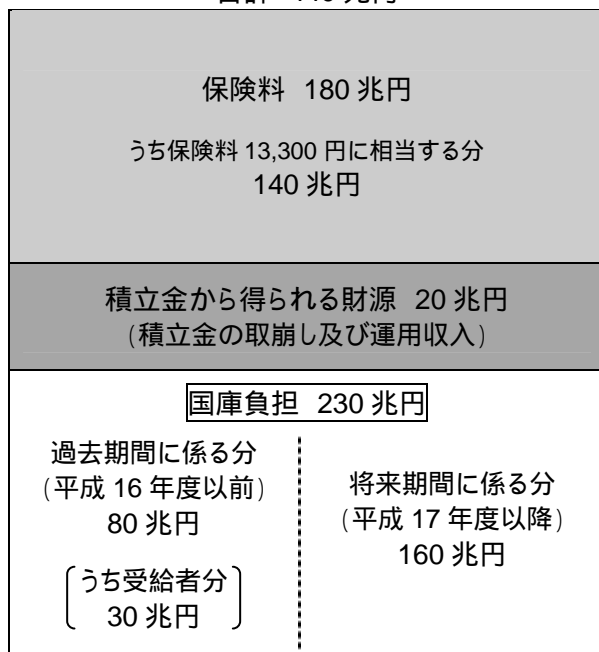 保険料 180 兆円
うち保険料 13,300 円に相当する分
140 兆円
積立金から得られる財源 20 兆円
(積立金の取崩し及び運用収入)
国庫負担 230 兆円
過去期間に係る分
(平成 16 年度以前)
80 兆円
うち受給者分
30 兆円
将来期間に係る分
(平成 17 年度以降)
160 兆円